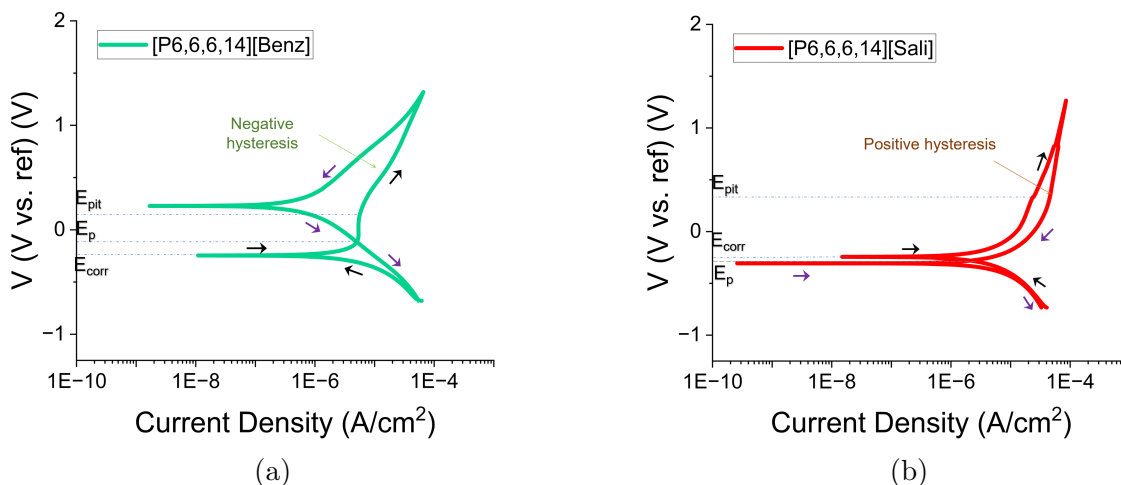 [P6,6,6,14][Benz]
Negative
hysteresis
E_pit
E_p
E_corr
V (V vs. ref) (V)
2
1
0
−1
1E−10
1E−8
1E−6
1E−4
Current Density (A/cm²)
(a)
[P6,6,6,14][Sali]
Positive hysteresis
E_pit
E_corr
E_p
V (V vs. ref) (V)
2
1
0
−1
1E−10
1E−8
1E−6
1E−4
Current Density (A/cm²)
(b)